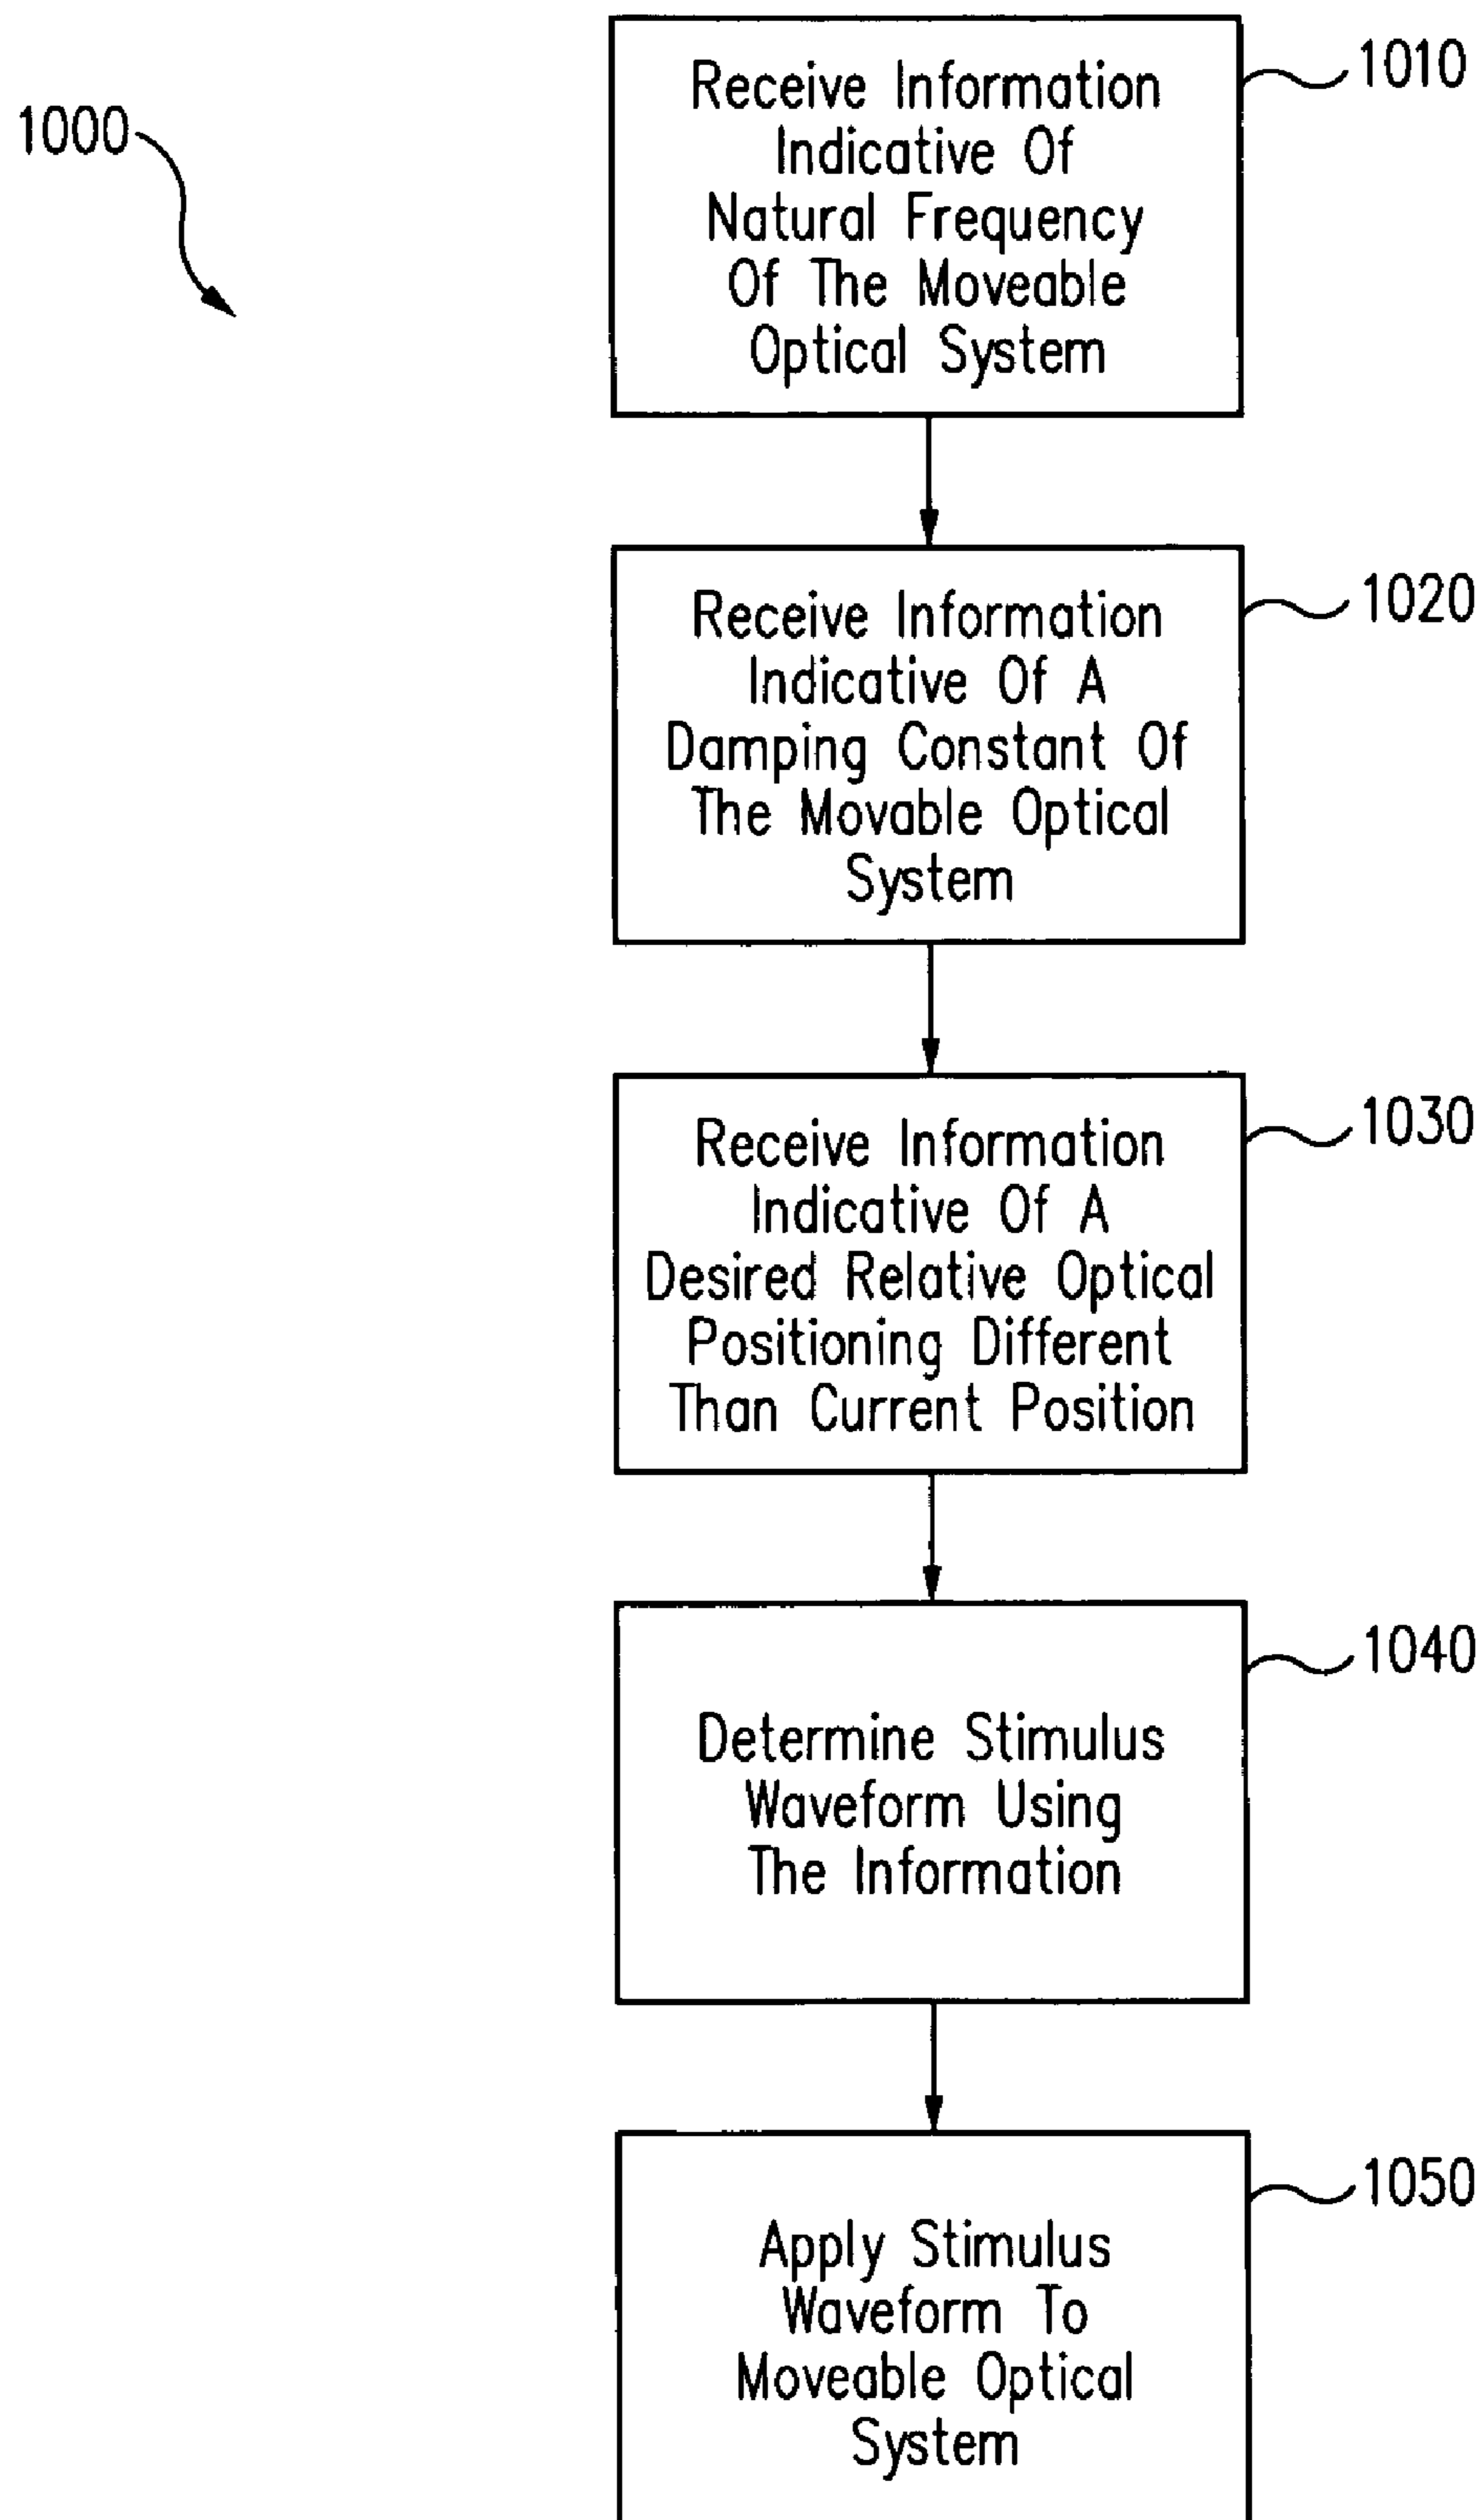 1000
Receive Information
Indicative Of
Natural Frequency
Of The Moveable
Optical System
1010
Receive Information
Indicative Of A
Damping Constant Of
The Movable Optical
System
1020
Receive Information
Indicative Of A
Desired Relative Optical
Positioning Different
Than Current Position
1030
Determine Stimulus
Waveform Using
The Information
1040
Apply Stimulus
Waveform To
Moveable Optical
System
1050